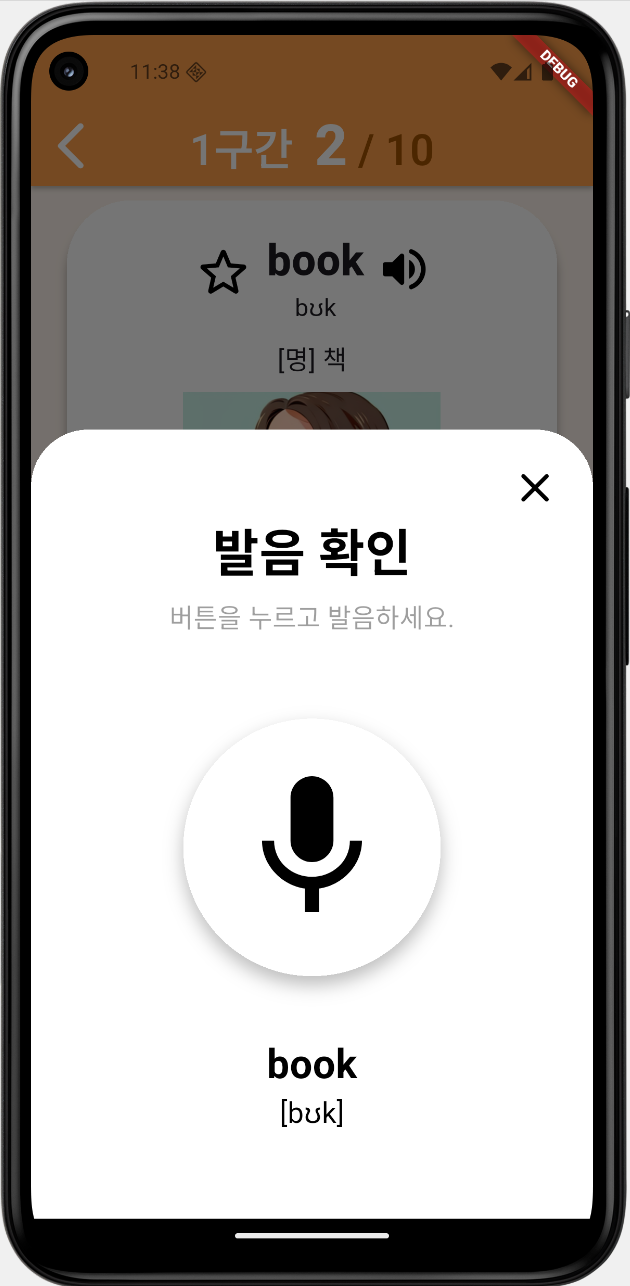 11:38
DEBUG
1구간 2 / 10
book
bʊk
[명] 책
발음 확인
버튼을 누르고 발음하세요.
book
[bʊk]